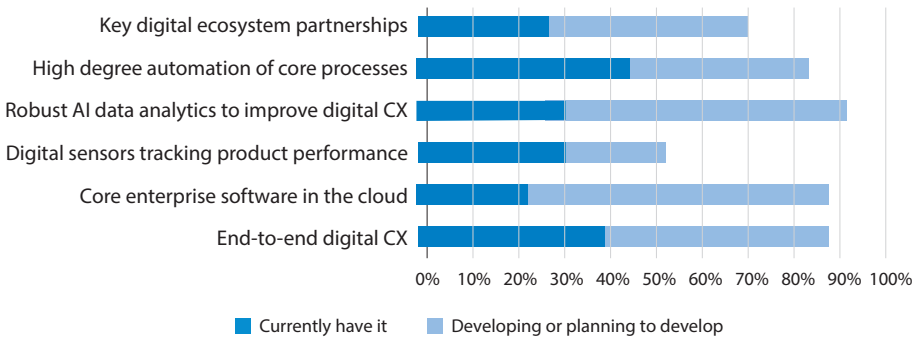 Key digital ecosystem partnerships
High degree automation of core processes
Robust AI data analytics to improve digital CX
Digital sensors tracking product performance
Core enterprise software in the cloud
End-to-end digital CX
0% 10% 20% 30% 40% 50% 60% 70% 80% 90% 100%
Currently have it Developing or planning to develop